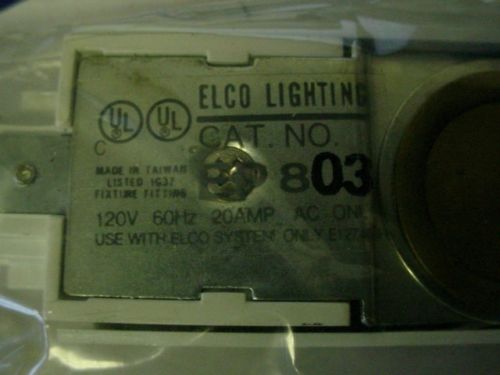 ELCO LIGHTING
UL UL
C
CAT. NO.
803
MADE IN TAIWAN
LISTED 1G37
FIXTURE FITTING
120V 60Hz 20AMP AC ONLY
USE WITH ELCO SYSTEM ONLY